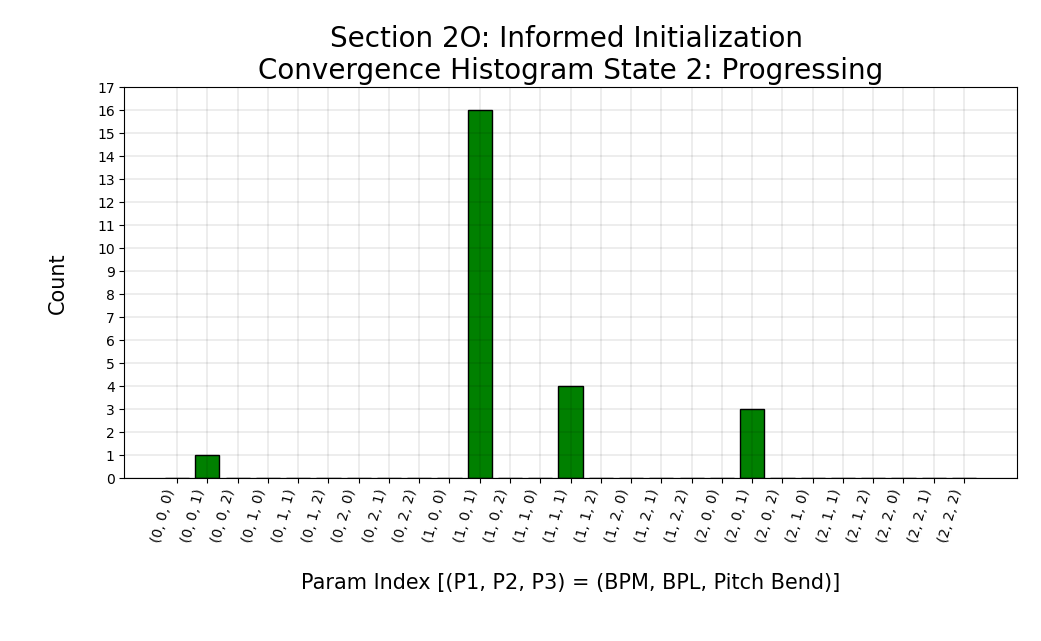 Section 2O: Informed Initialization
Convergence Histogram State 2: Progressing
17
16
15
14
13
12
11
10
9
8
7
6
5
4
3
2
1
0
Count
(0, 0, 0)
(0, 0, 1)
(0, 0, 2)
(0, 1, 0)
(0, 1, 1)
(0, 1, 2)
(0, 2, 0)
(0, 2, 1)
(0, 2, 2)
(1, 0, 0)
(1, 0, 1)
(1, 0, 2)
(1, 1, 0)
(1, 1, 1)
(1, 1, 2)
(1, 2, 0)
(1, 2, 1)
(1, 2, 2)
(2, 0, 0)
(2, 0, 1)
(2, 0, 2)
(2, 1, 0)
(2, 1, 1)
(2, 1, 2)
(2, 2, 0)
(2, 2, 1)
(2, 2, 2)
Param Index [(P1, P2, P3) = (BPM, BPL, Pitch Bend)]